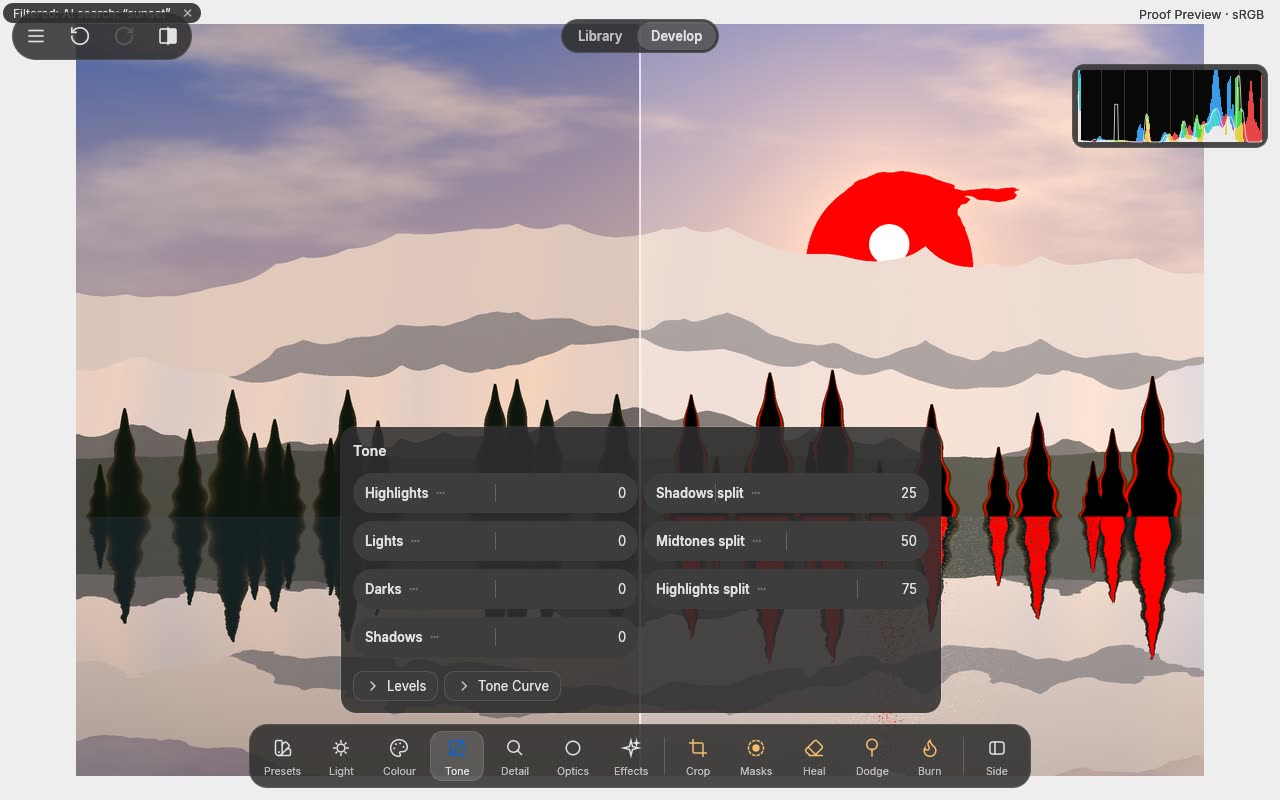 Filtered: AI search: "sunset" ×
Proof Preview · sRGB
Library Develop
Tone
Highlights ··· 0
Shadows split ··· 25
Lights ··· 0
Midtones split ··· 50
Darks ··· 0
Highlights split ··· 75
Shadows ··· 0
Levels
Tone Curve
Presets Light Colour Tone Detail Optics Effects Crop Masks Heal Dodge Burn Side